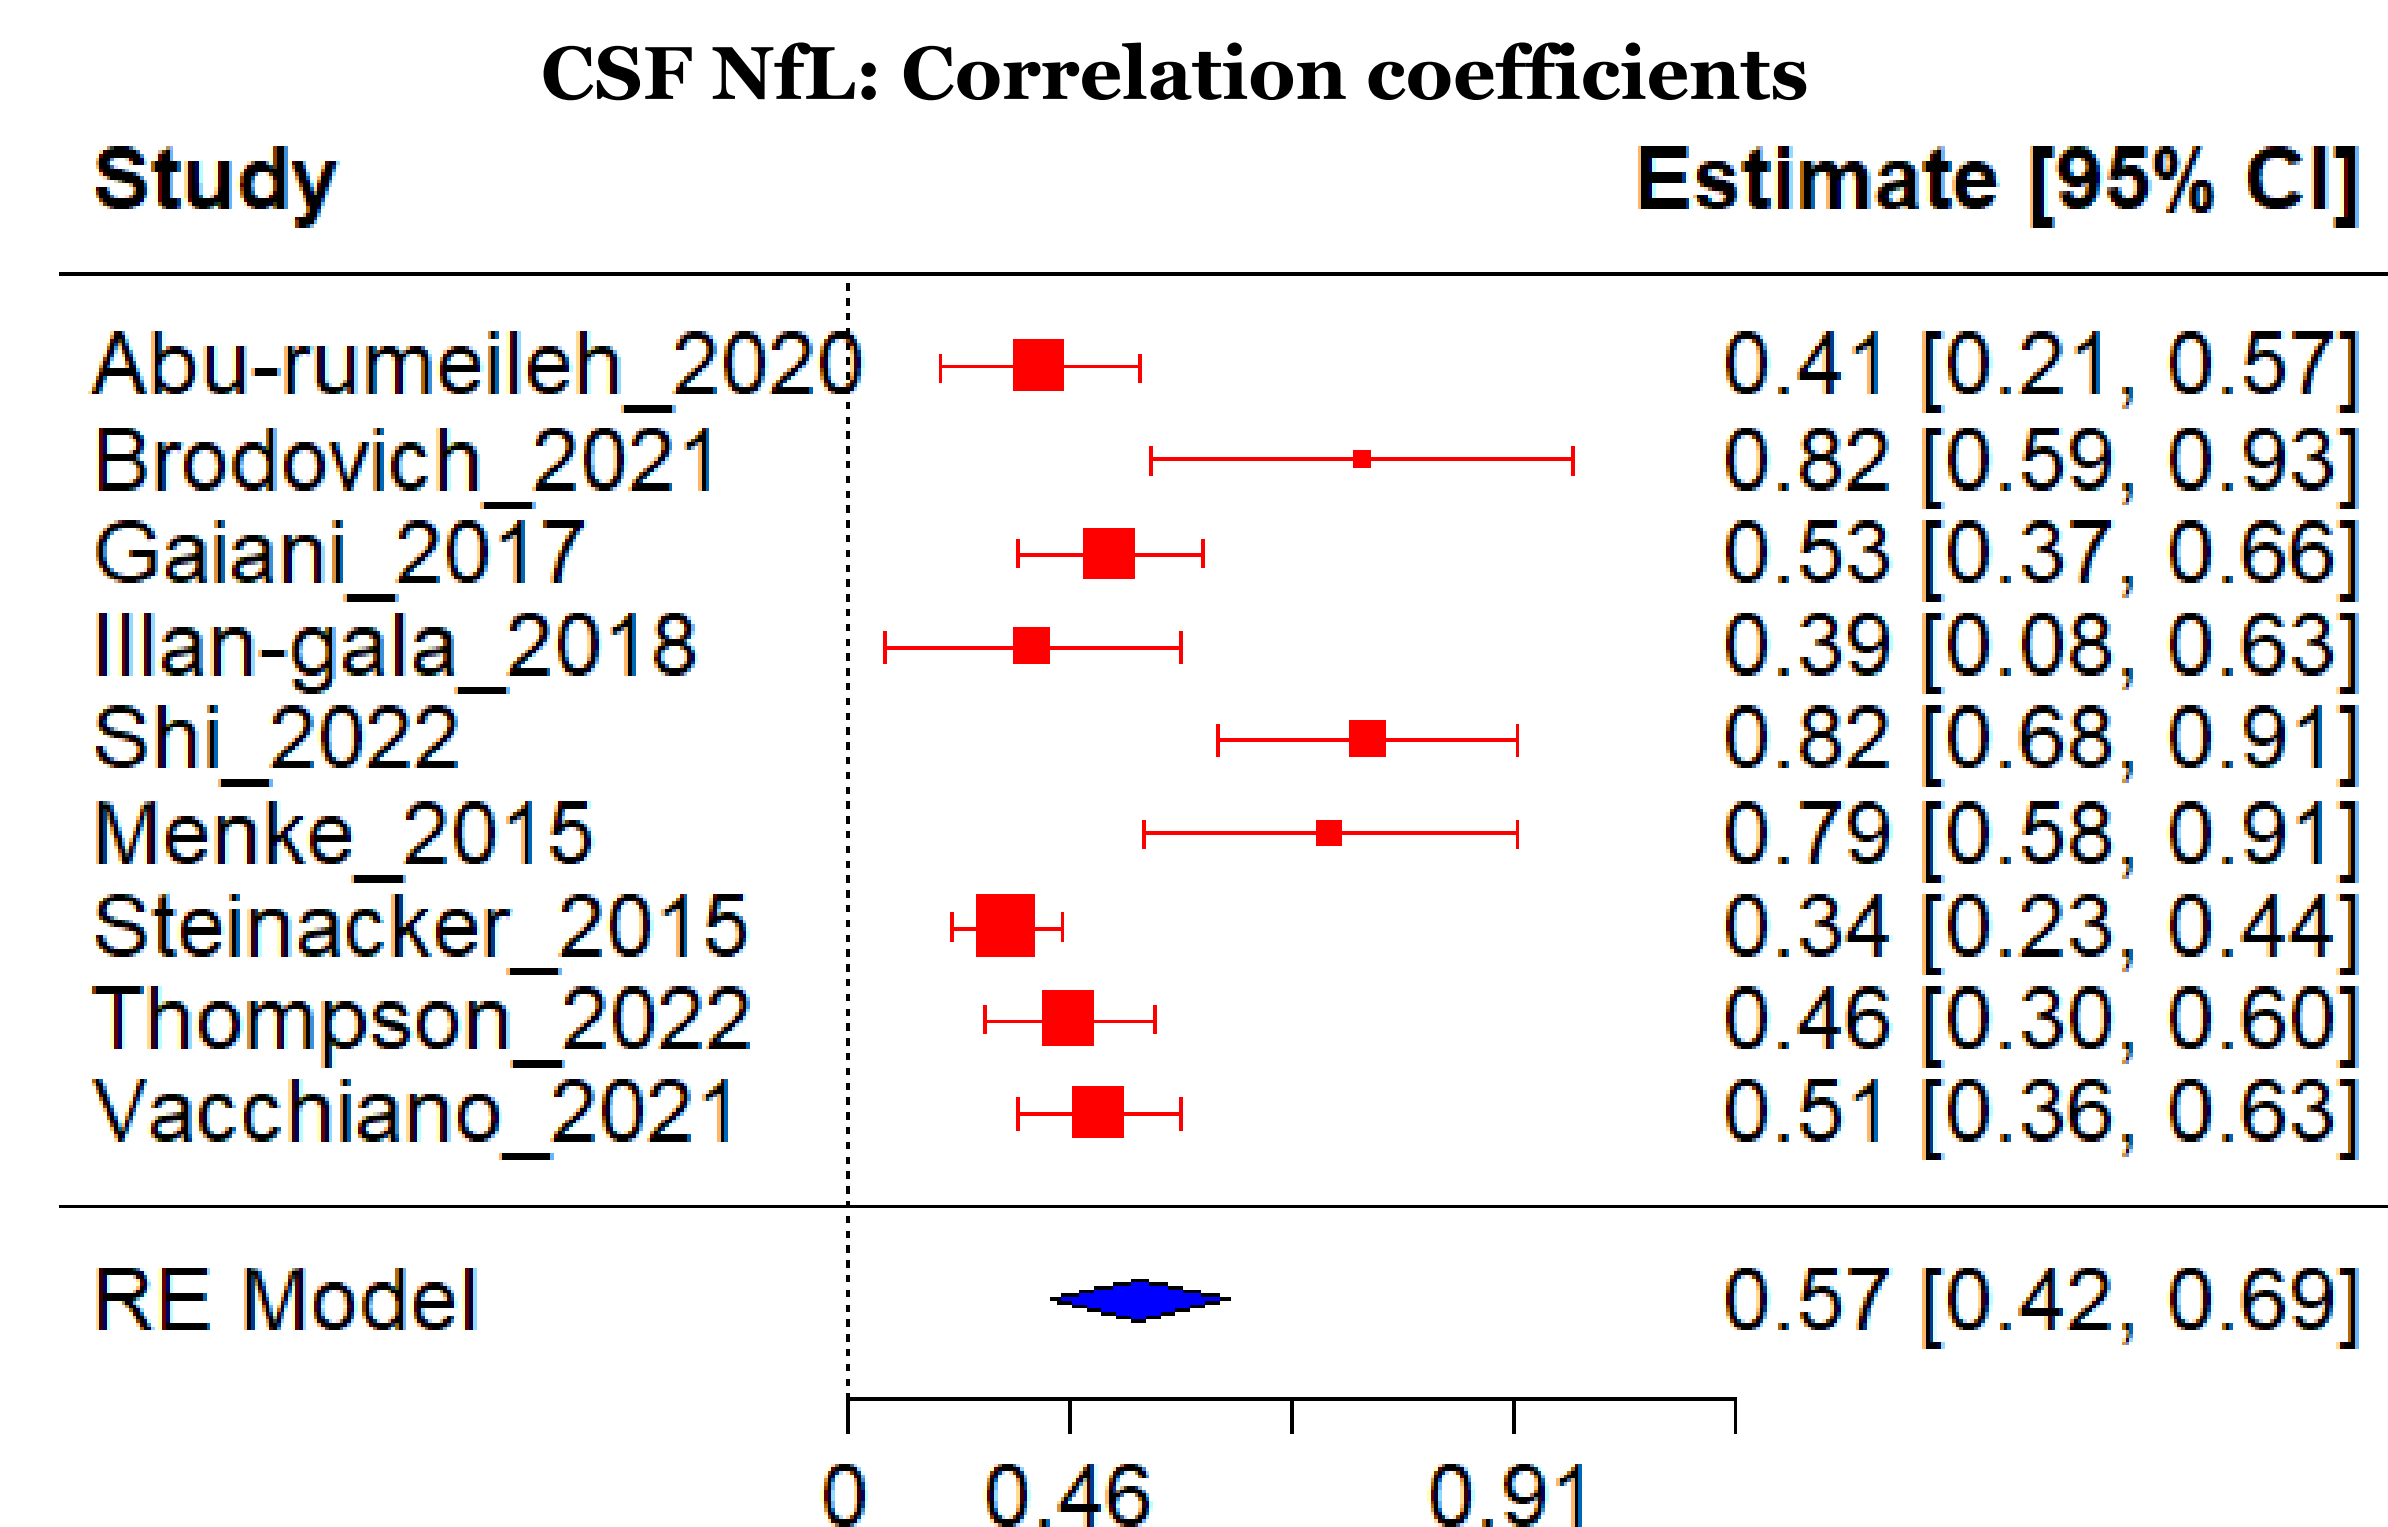 CSF NfL: Correlation coefficients
Study Estimate [95% CI]
Abu-rumeileh_2020 0.41 [0.21, 0.57]
Brodovich_2021 0.82 [0.59, 0.93]
Gaiani_2017 0.53 [0.37, 0.66]
Illan-gala_2018 0.39 [0.08, 0.63]
Shi_2022 0.82 [0.68, 0.91]
Menke_2015 0.79 [0.58, 0.91]
Steinacker_2015 0.34 [0.23, 0.44]
Thompson_2022 0.46 [0.30, 0.60]
Vacchiano_2021 0.51 [0.36, 0.63]
RE Model 0.57 [0.42, 0.69]
0 0.46 0.91